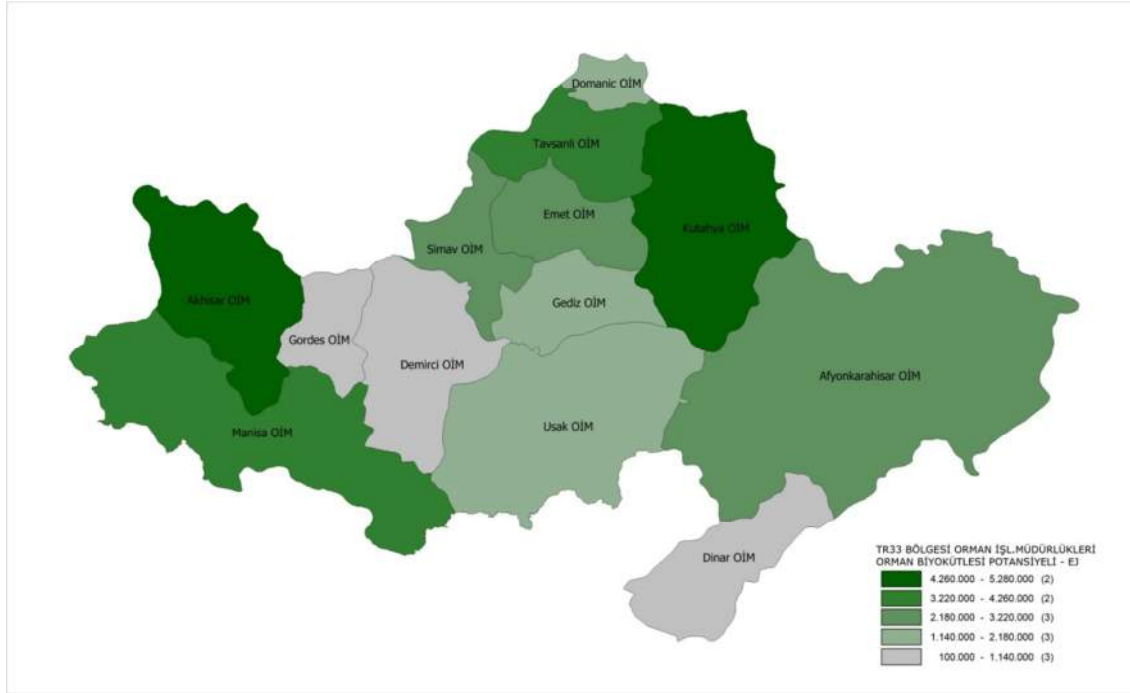 Domanic OİM
Tavsanlı OİM
Emet OİM
Kutahya OİM
Simav OİM
Akhisar OİM
Gediz OİM
Gordes OİM
Demirci OİM
Afyonkarahisar OİM
Manisa OİM
Usak OİM
Dinar OİM
TR33 BÖLGESİ ORMAN İŞL.MÜDÜRLÜKLERİ
ORMAN BİYOKÜTLESİ POTANSİYELİ - EJ
4.260.000 - 5.280.000 (2)
3.220.000 - 4.260.000 (2)
2.180.000 - 3.220.000 (3)
1.140.000 - 2.180.000 (3)
100.000 - 1.140.000 (3)